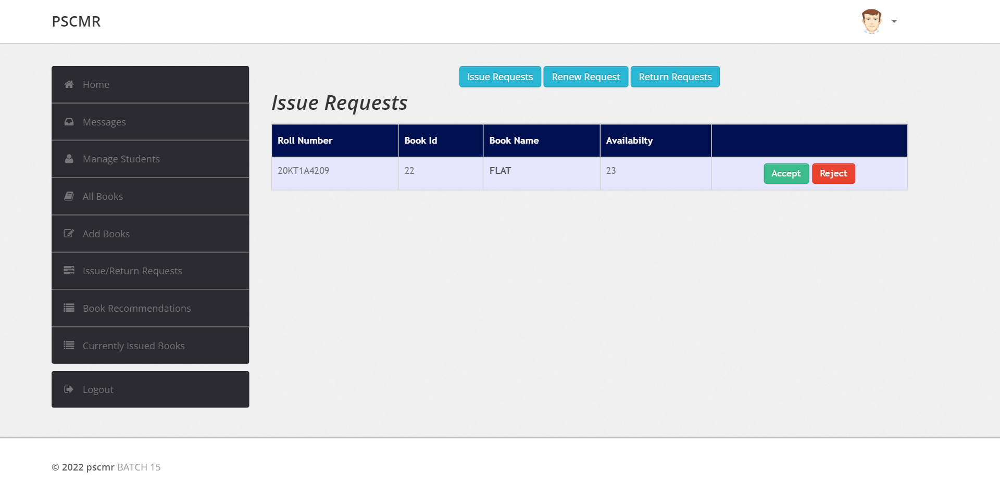 PSCMR
Home
Messages
Manage Students
All Books
Add Books
Issue/Return Requests
Book Recommendations
Currently Issued Books
Logout
Issue Requests Renew Request Return Requests
Issue Requests
Roll Number Book Id Book Name Availabilty
20KT1A4209 22 FLAT 23 Accept Reject
© 2022 pscmr BATCH 15